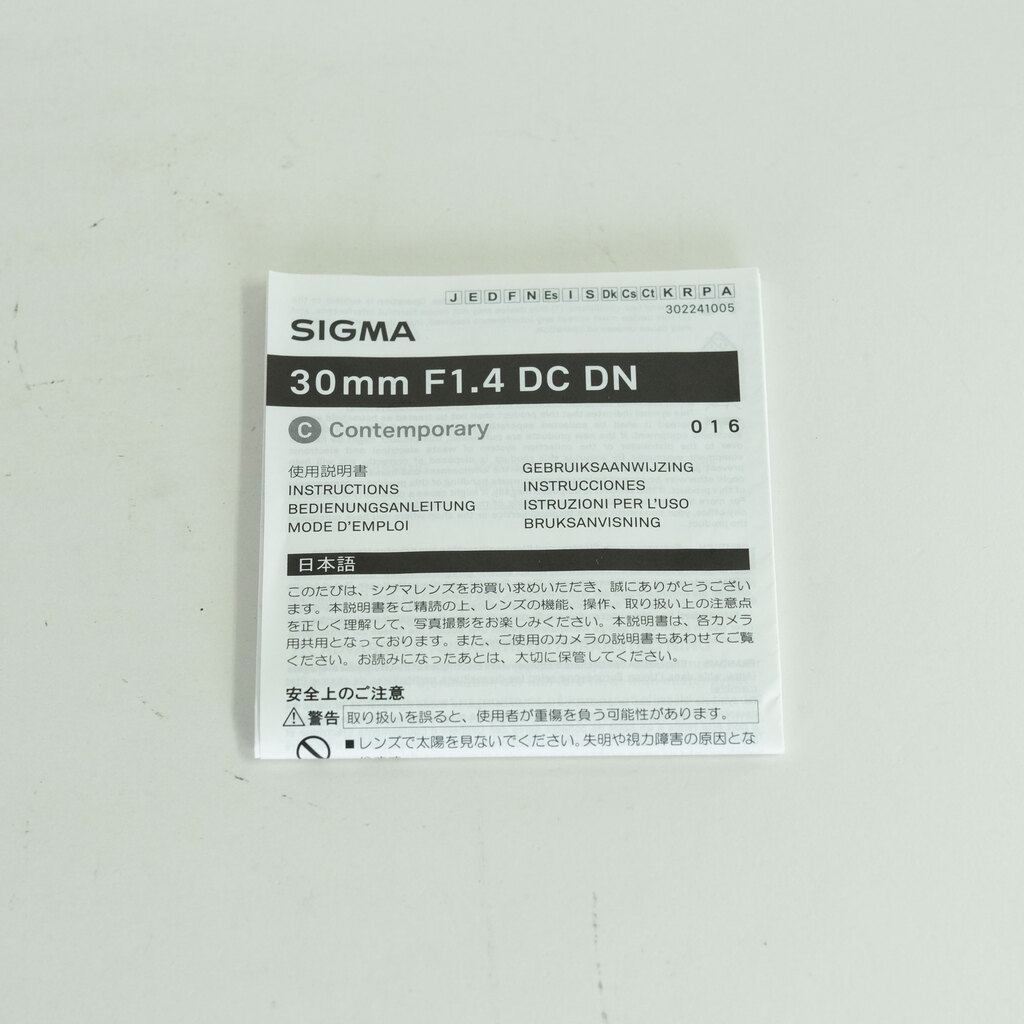 J E D F N Es I S Dk Cs Ct K R P A
302241005
SIGMA
30mm F1.4 DC DN
C Contemporary
016
使用説明書
INSTRUCTIONS
BEDIENUNGSANLEITUNG
MODE D'EMPLOI
GEBRUIKSAANWIJZING
INSTRUCCIONES
ISTRUZIONI PER L'USO
BRUKSANVISNING
日本語
このたびは、シグマレンズをお買い求めいただき、誠にありがとうござい
ます。本説明書をご精読の上、レンズの機能、操作、取り扱い上の注意点
を正しく理解して、写真撮影をお楽しみください。本説明書は、各カメラ
用共用となっております。また、ご使用のカメラの説明書もあわせてご覧
ください。お読みになったあとは、大切に保管してください。
安全上のご注意
警告 取り扱いを誤ると、使用者が重傷を負う可能性があります。
■レンズで太陽を見ないでください。失明や視力障害の原因とな